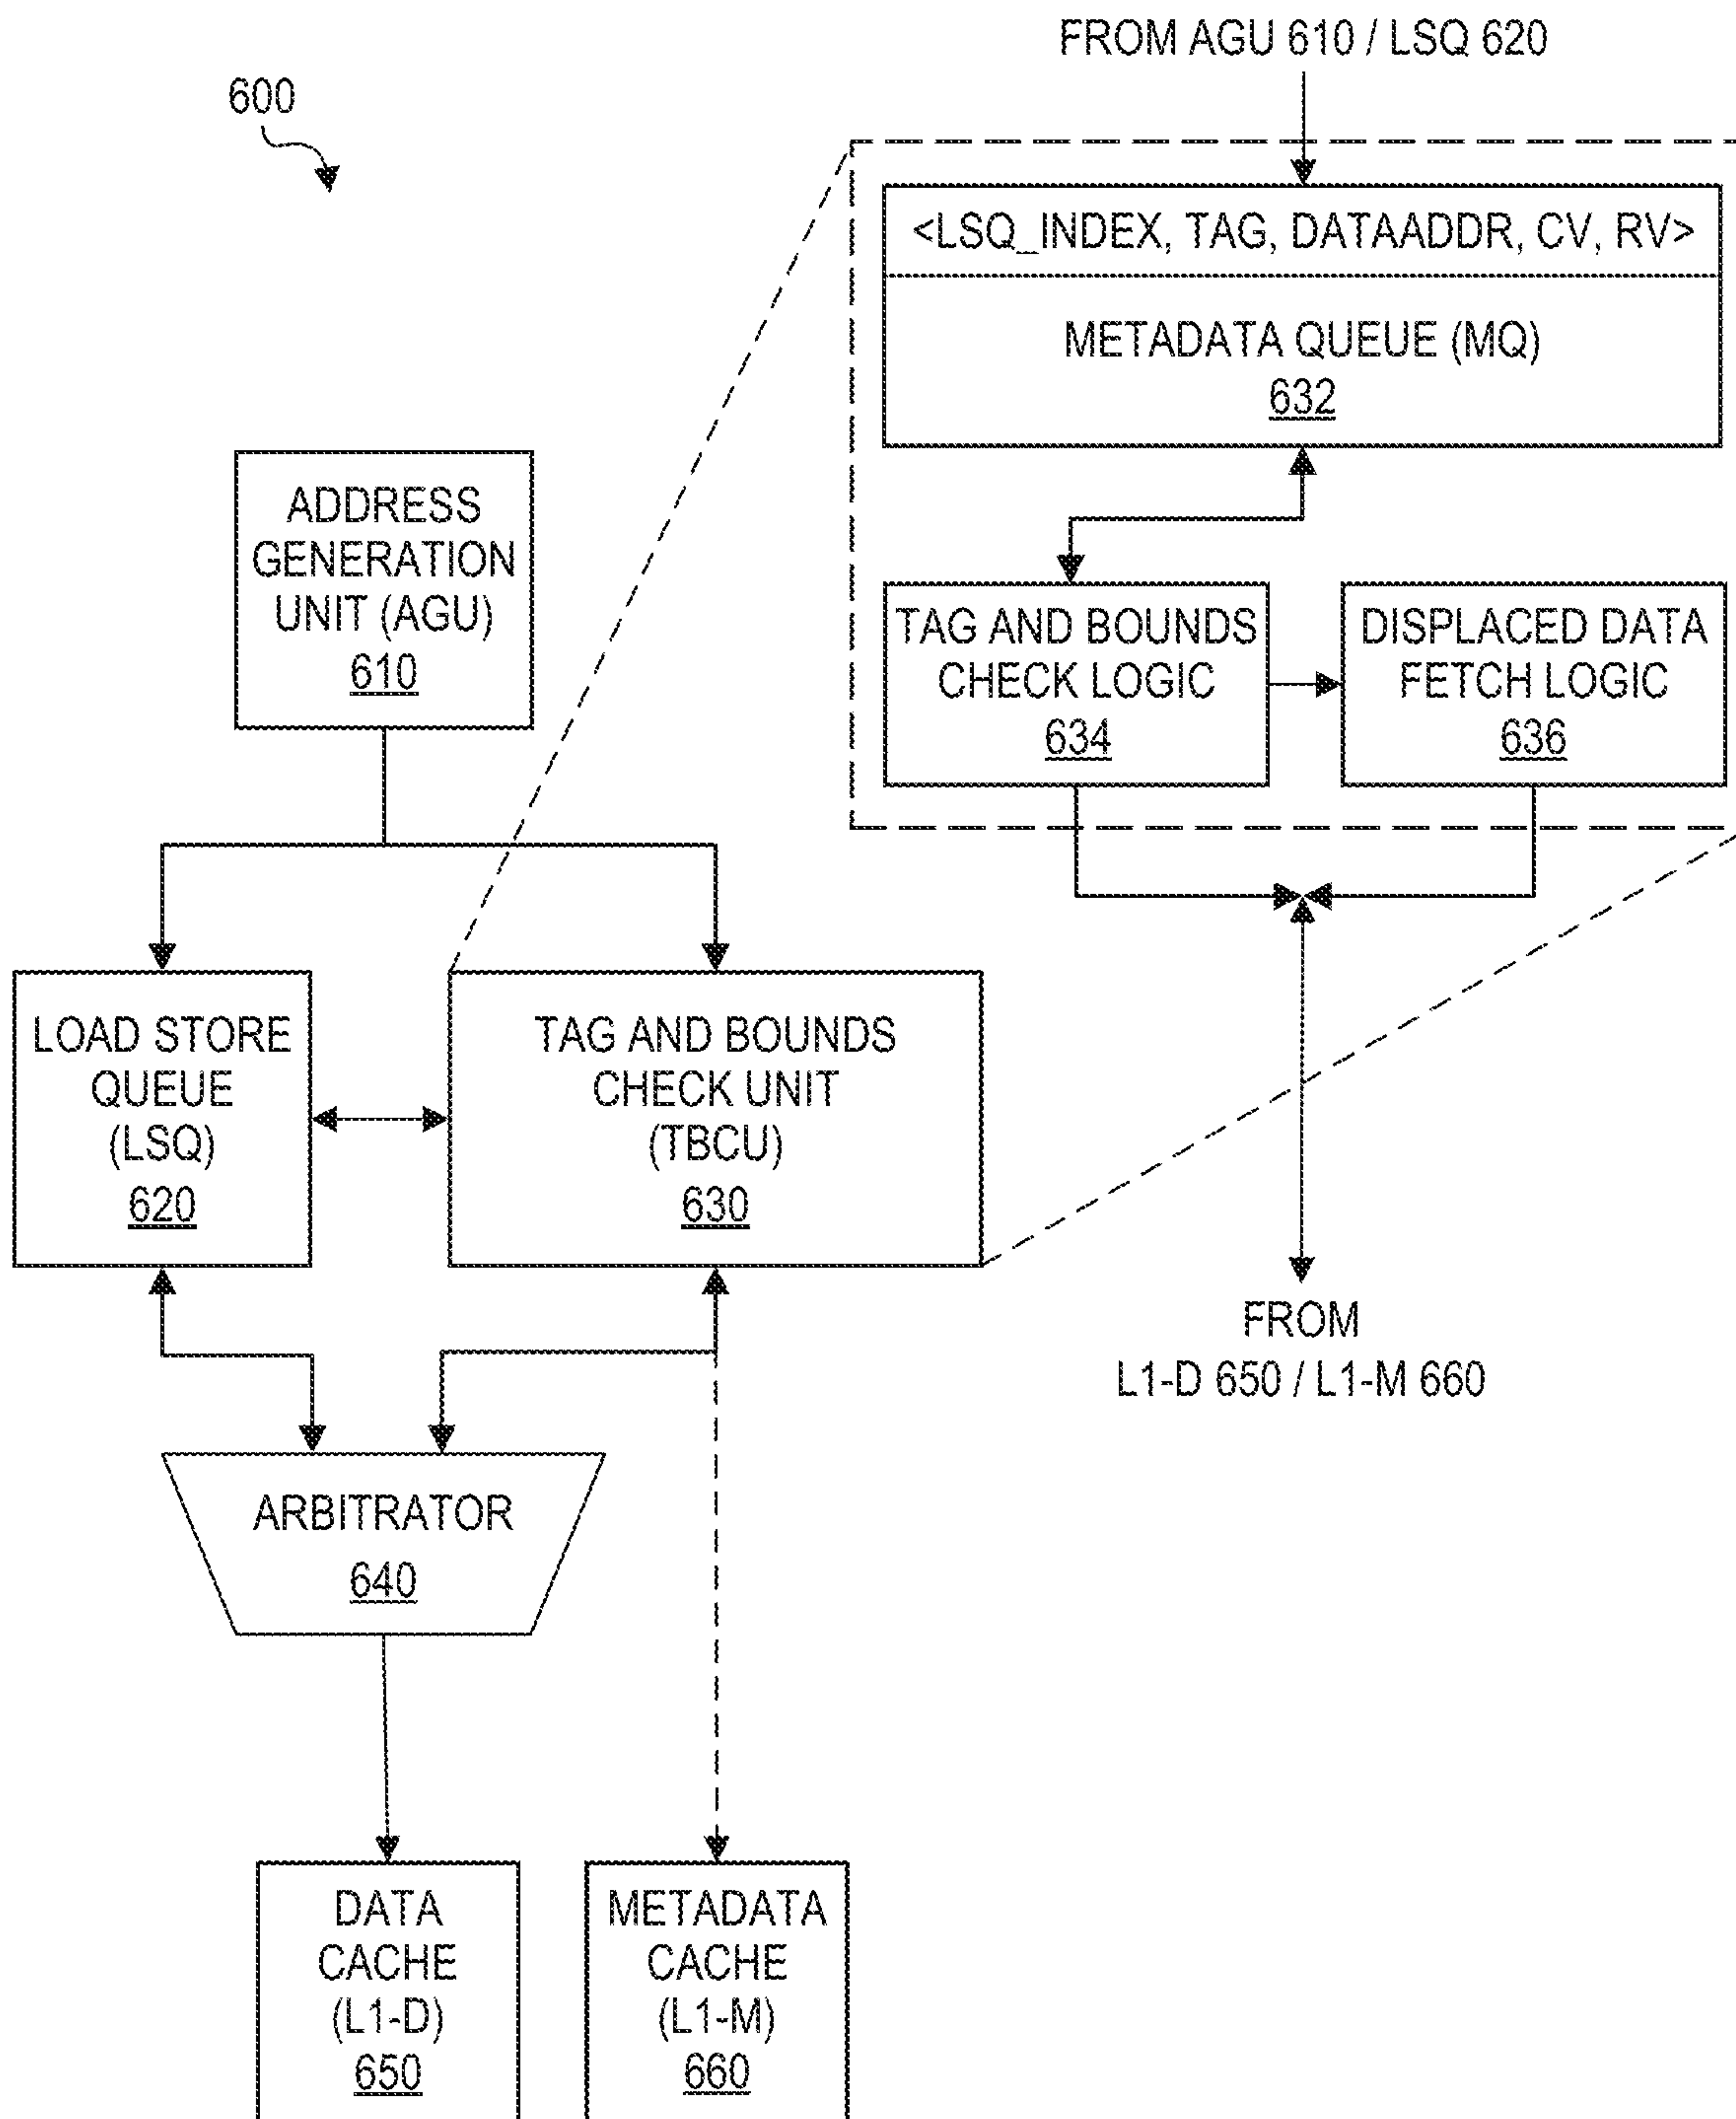 600
FROM AGU 610 / LSQ 620
<LSQ_INDEX, TAG, DATAADDR, CV, RV>
METADATA QUEUE (MQ)
632
TAG AND BOUNDS
CHECK LOGIC
634
DISPLACED DATA
FETCH LOGIC
636
FROM
L1-D 650 / L1-M 660
ADDRESS
GENERATION
UNIT (AGU)
610
LOAD STORE
QUEUE
(LSQ)
620
TAG AND BOUNDS
CHECK UNIT
(TBCU)
630
ARBITRATOR
640
DATA
CACHE
(L1-D)
650
METADATA
CACHE
(L1-M)
660